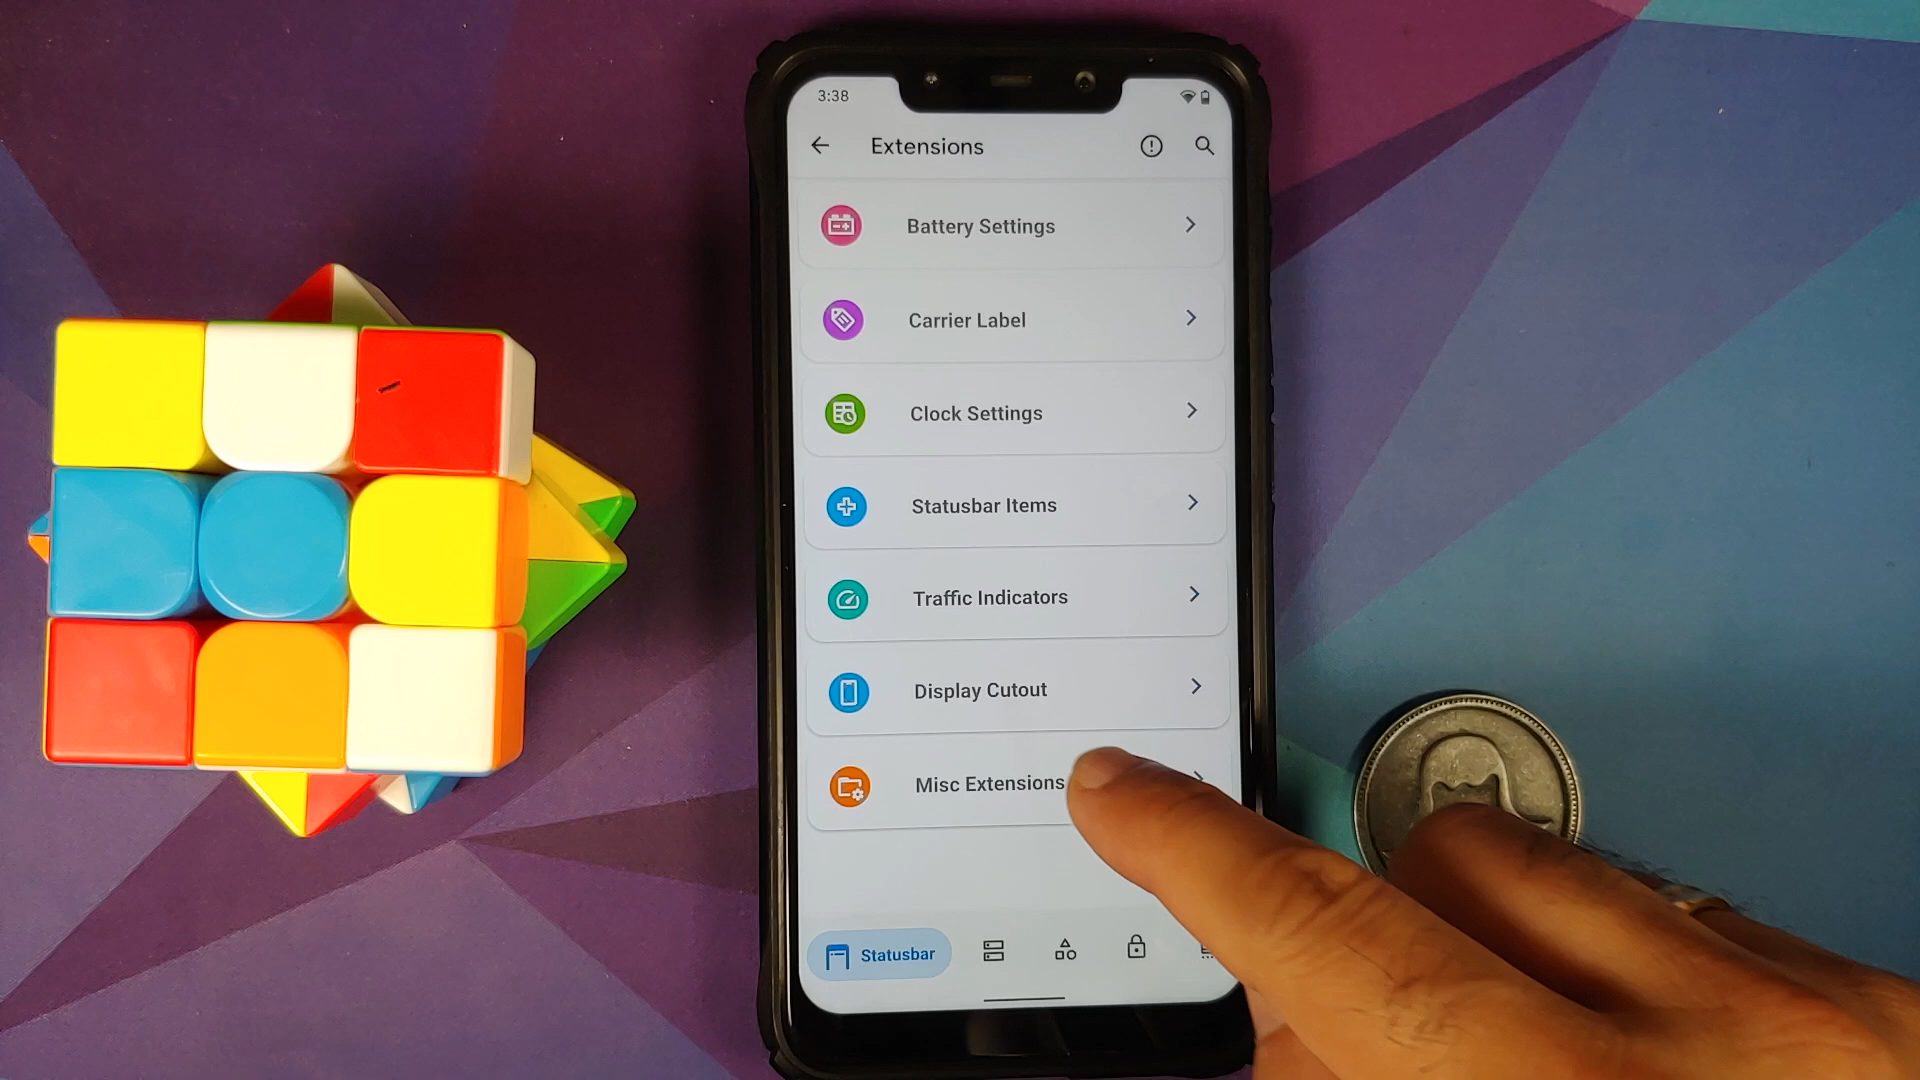 3:38
Extensions
Battery Settings
Carrier Label
Clock Settings
Statusbar Items
Traffic Indicators
Display Cutout
Misc Extensions
Statusbar